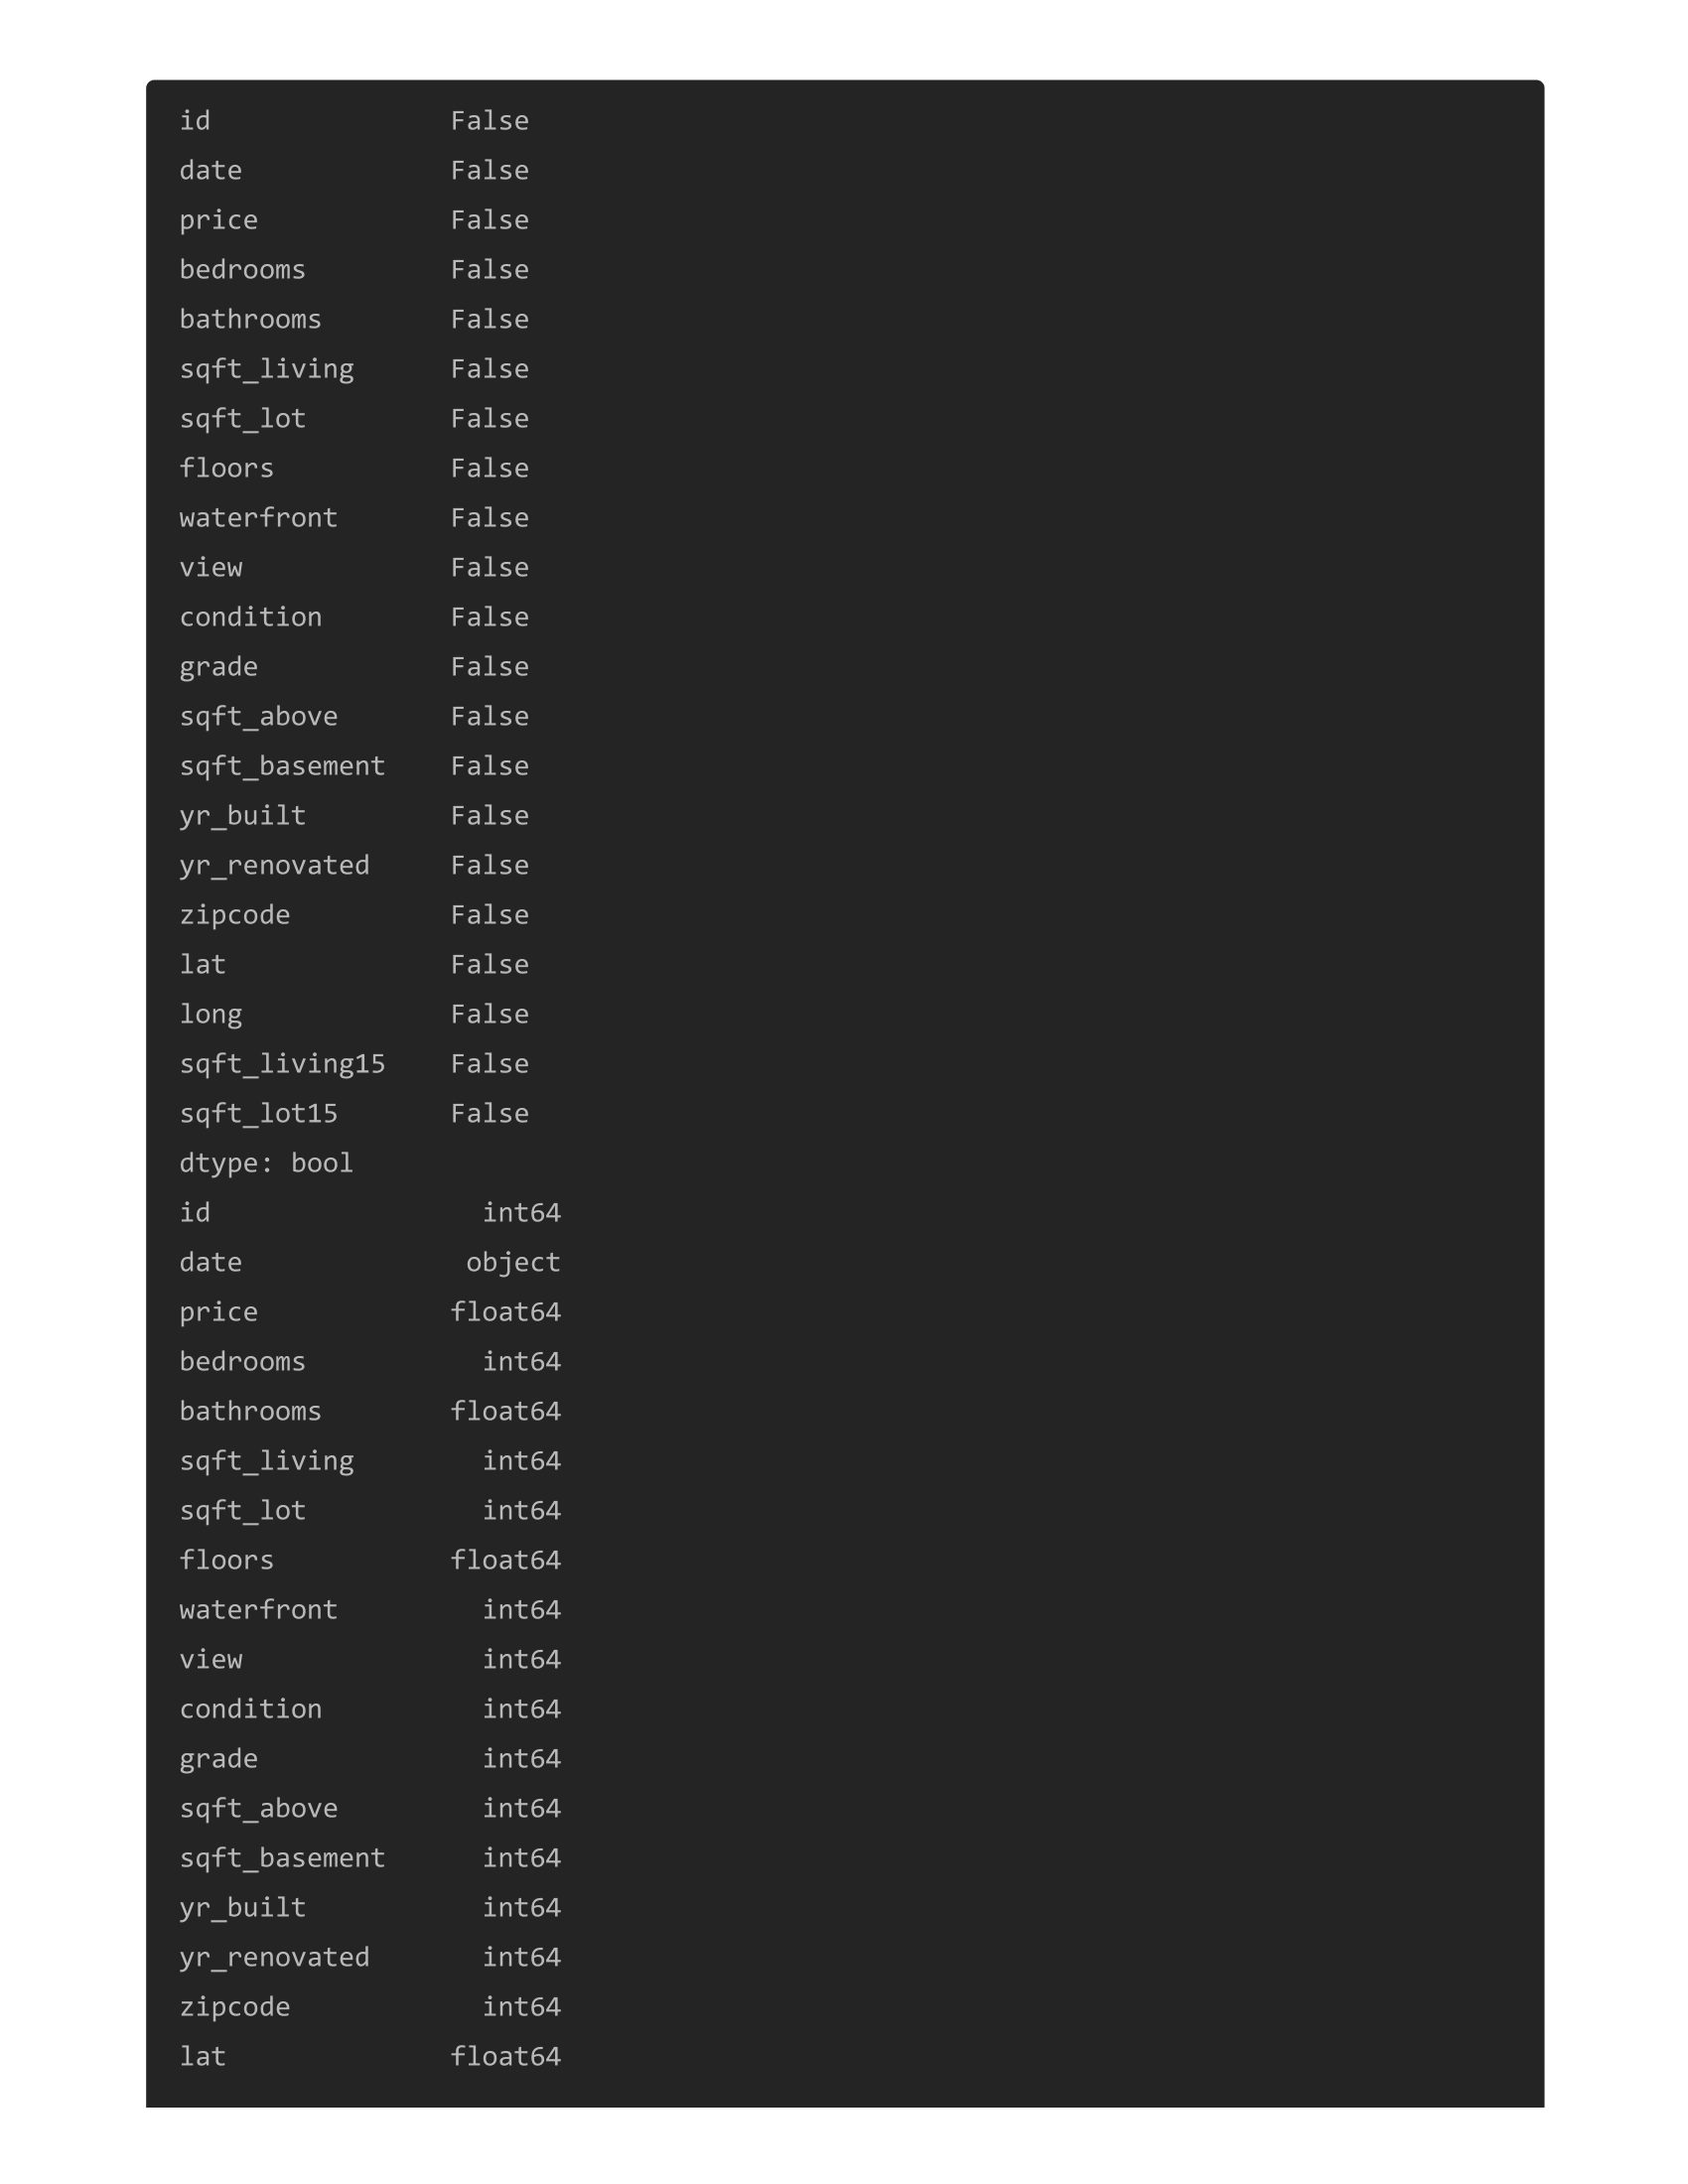 id               False
date             False
price            False
bedrooms         False
bathrooms        False
sqft_living      False
sqft_lot         False
floors           False
waterfront       False
view             False
condition        False
grade            False
sqft_above       False
sqft_basement    False
yr_built         False
yr_renovated     False
zipcode          False
lat              False
long             False
sqft_living15    False
sqft_lot15       False
dtype: bool
id                 int64
date              object
price            float64
bedrooms           int64
bathrooms        float64
sqft_living        int64
sqft_lot           int64
floors           float64
waterfront         int64
view               int64
condition          int64
grade              int64
sqft_above         int64
sqft_basement      int64
yr_built           int64
yr_renovated       int64
zipcode            int64
lat              float64